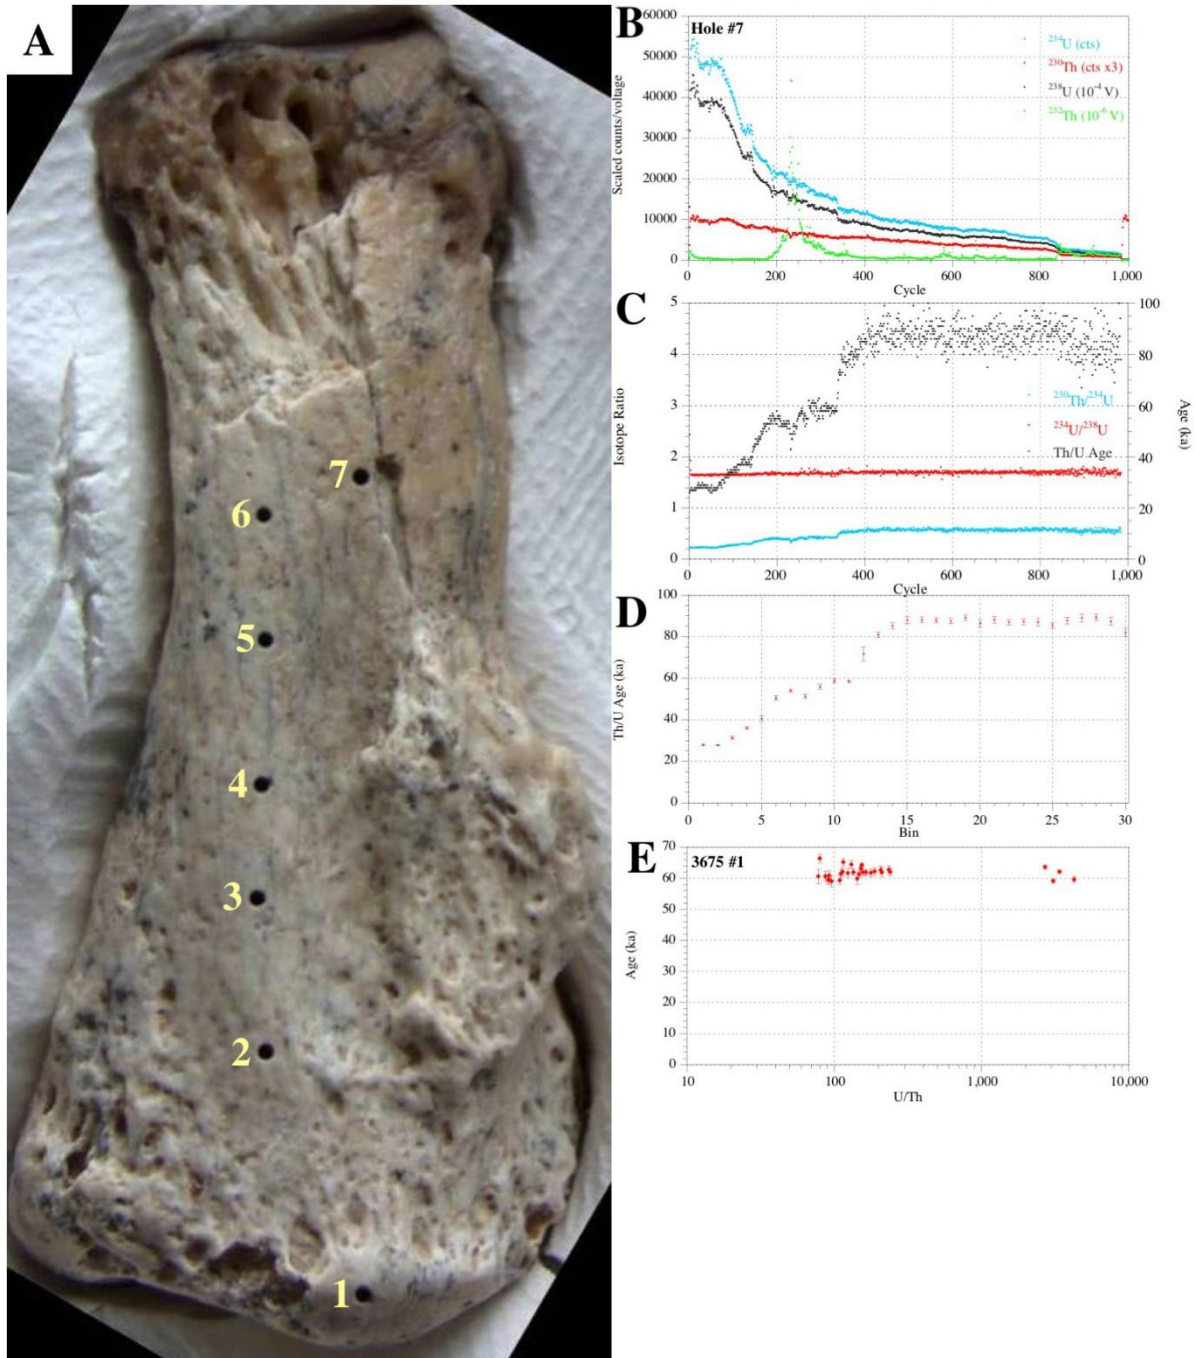 A
7
6
5
4
3
2
1
B
Hole #7
²³⁴U (cts)
²³⁰Th (cts x3)
²³⁸U (10⁻⁴ V)
²³²Th (10⁻⁶ V)
Scaled counts/voltage
60000
50000
40000
30000
20000
10000
0
0 200 400 600 800 1,000
Cycle
C
5
4
3
2
1
0
Isotope Ratio
²³⁰Th/²³⁴U
²³⁴U/²³⁸U
Th/U Age
100
80
60
40
20
0
Age (ka)
0 200 400 600 800 1,000
Cycle
D
100
80
60
40
20
0
Th/U Age (ka)
0 5 10 15 20 25 30
Bin
E
3675 #1
70
60
50
40
30
20
10
0
Age (ka)
10 100 1,000 10,000
U/Th